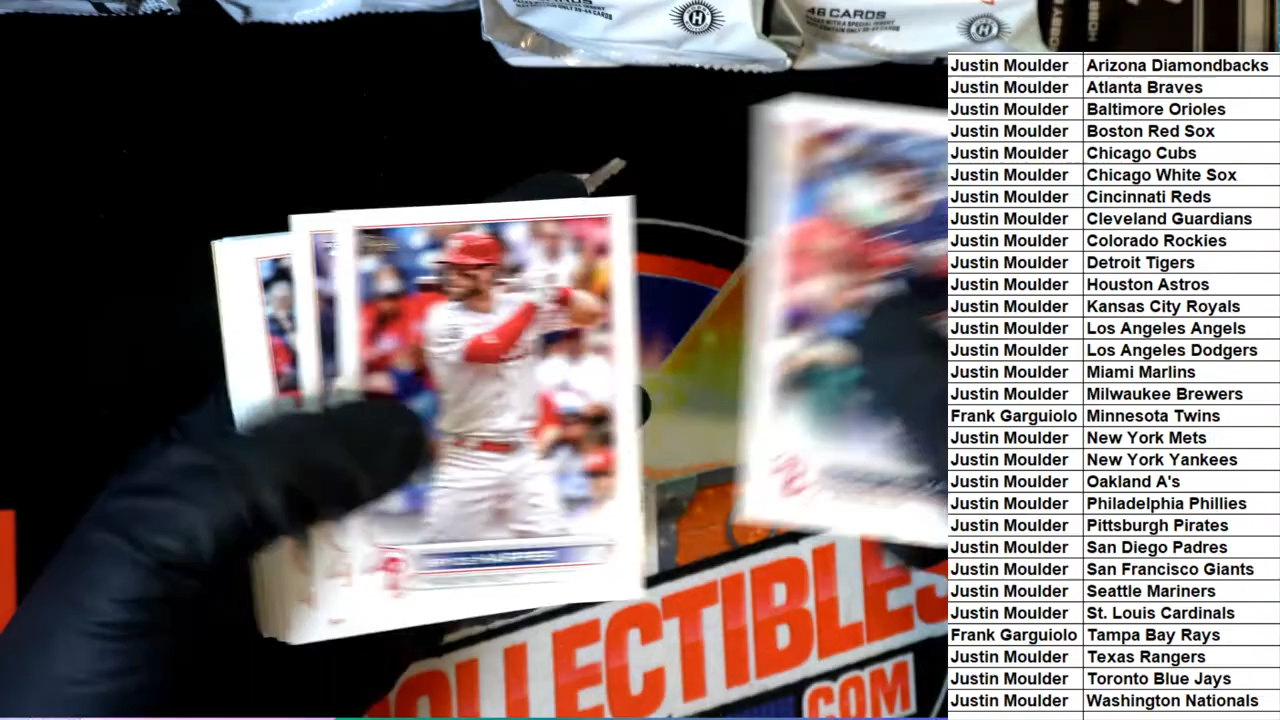 46 CARDS
Justin Moulder Arizona Diamondbacks
Justin Moulder Atlanta Braves
Justin Moulder Baltimore Orioles
Justin Moulder Boston Red Sox
Justin Moulder Chicago Cubs
Justin Moulder Chicago White Sox
Justin Moulder Cincinnati Reds
Justin Moulder Cleveland Guardians
Justin Moulder Colorado Rockies
Justin Moulder Detroit Tigers
Justin Moulder Houston Astros
Justin Moulder Kansas City Royals
Justin Moulder Los Angeles Angels
Justin Moulder Los Angeles Dodgers
Justin Moulder Miami Marlins
Justin Moulder Milwaukee Brewers
Frank Garguiolo Minnesota Twins
Justin Moulder New York Mets
Justin Moulder New York Yankees
Justin Moulder Oakland A's
Justin Moulder Philadelphia Phillies
Justin Moulder Pittsburgh Pirates
Justin Moulder San Diego Padres
Justin Moulder San Francisco Giants
Justin Moulder Seattle Mariners
Justin Moulder St. Louis Cardinals
Frank Garguiolo Tampa Bay Rays
Justin Moulder Texas Rangers
Justin Moulder Toronto Blue Jays
Justin Moulder Washington Nationals
OLLECTIBLES
.COM